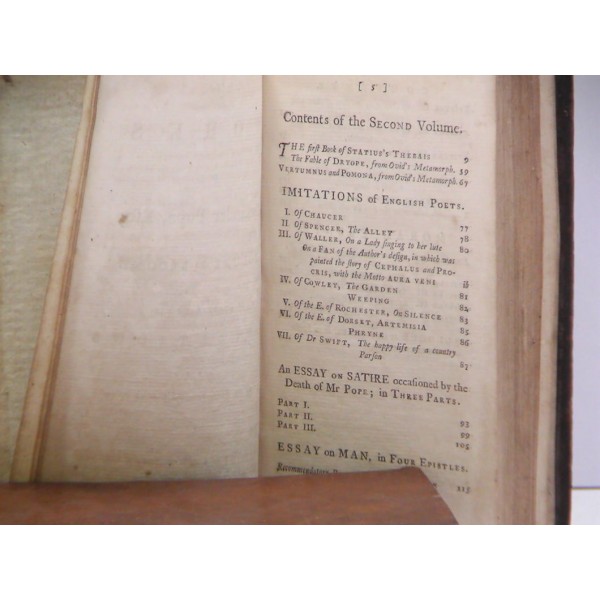 [ 5 ]
Contents of the SECOND Volume.
THE first Book of STATIUS'S THEBAIS 9
The Fable of DRYOPE, from Ovid's Metamorph. 59
VERTUMNUS and POMONA, from Ovid's Metamorph. 67
IMITATIONS of ENGLISH POETS.
I. Of CHAUCER 77
II. Of SPENCER, The ALLEY 78
III. Of WALLER, On a Lady singing to her lute 80
On a FAN of the Author's design, in which was
painted the story of CEPHALUS and PRO-
CRIS, with the Motto AURA VENI ib
IV. Of COWLEY, The GARDEN 81
WEEPING 82
V. Of the E. of ROCHESTER, On SILENCE 83
VI. Of the E. of DORSET, ARTEMISIA 85
PHRYNE 86
VII. Of Dr SWIFT, The happy life of a country
Parson
87
An ESSAY on SATIRE occasioned by the
Death of Mr POPE; in THREE PARTS.
PART I. 93
PART II. 99
PART III. 105
ESSAY on MAN, in FOUR EPISTLES.
Recommendatory
115